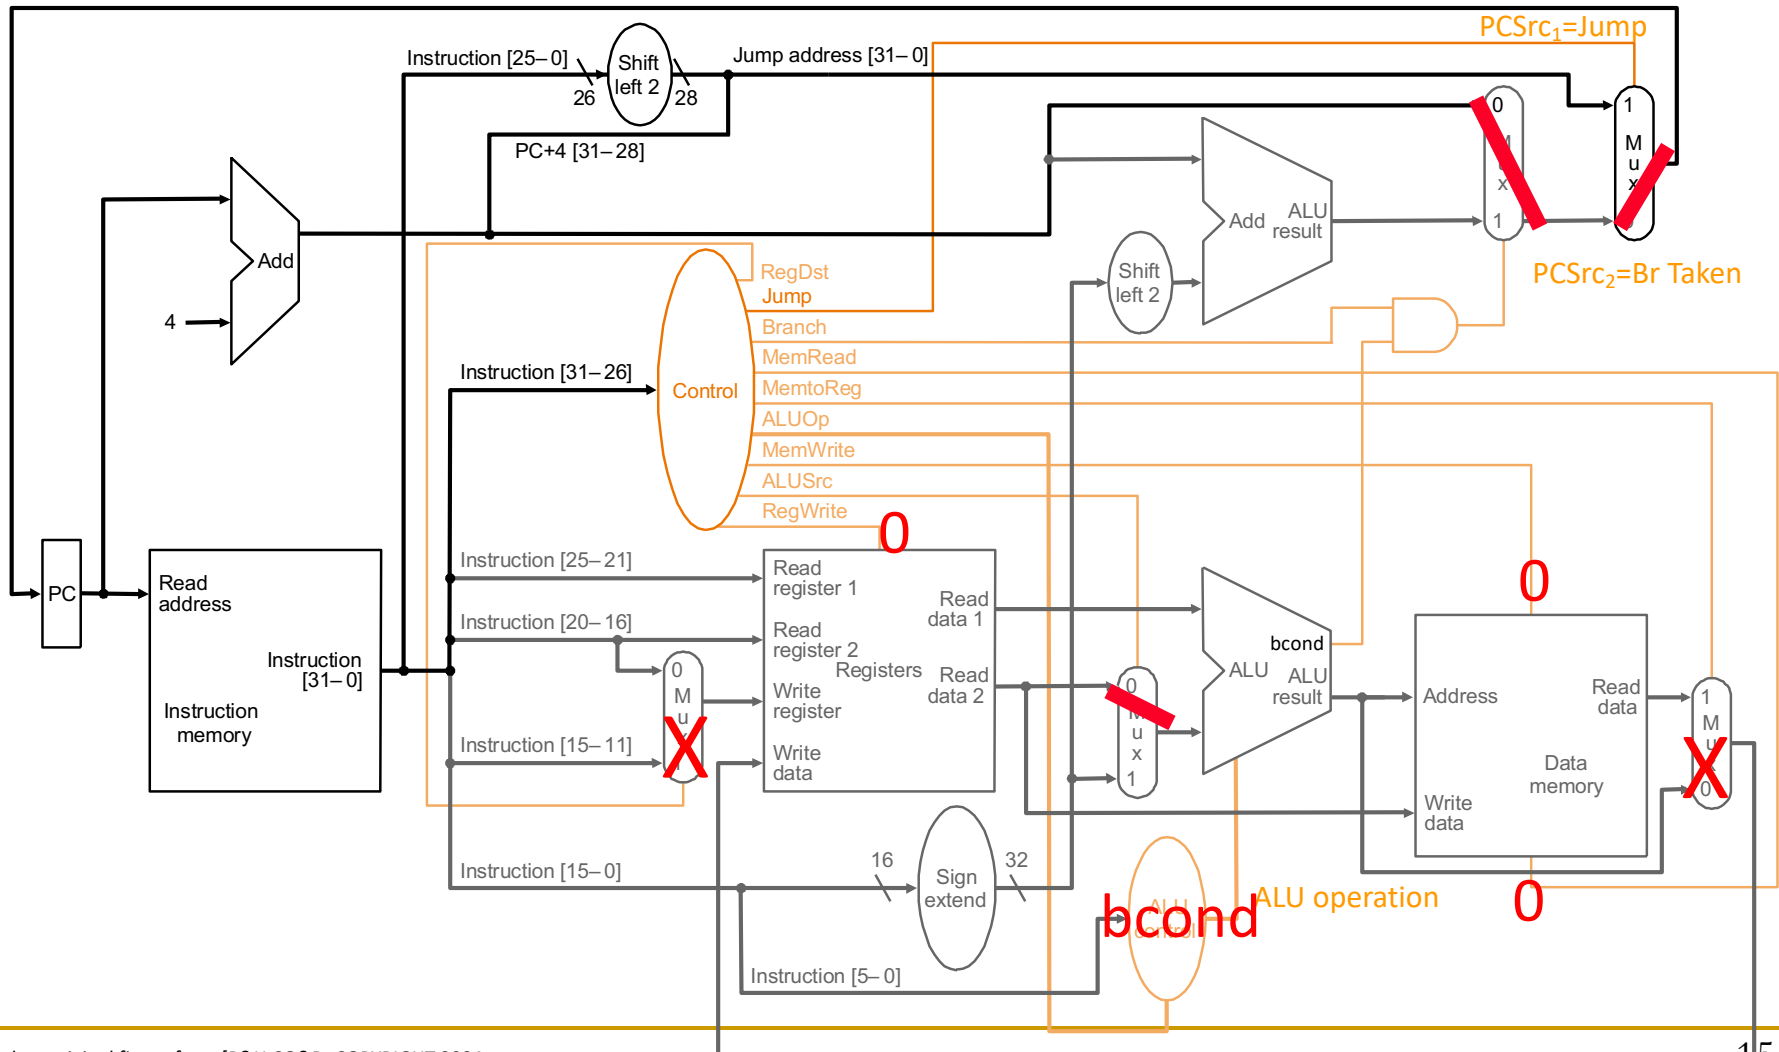 PCSrc1=Jump
Instruction [25–0]
Shift
left 2
Jump address [31–0]
26
28
PC+4 [31–28]
0
M
u
x
1
1
M
u
x
Add
ALU
result
Add
4
Shift
left 2
PCSrc2=Br Taken
RegDst
Jump
Branch
MemRead
MemtoReg
ALUOp
MemWrite
ALUSrc
RegWrite
Control
Instruction [31–26]
0
0
PC
Read
address
Instruction
[31–0]
Instruction
memory
Instruction [25–21]
Instruction [20–16]
Instruction [15–11]
Instruction [15–0]
Instruction [5–0]
0
M
u
X
Read
register 1
Read
register 2
Registers
Write
register
Write
data
Read
data 1
Read
data 2
0
M
u
x
1
bcond
ALU
ALU
result
Address
Read
data
Data
memory
Write
data
1
M
u
X
0
16
Sign
extend
32
ALU
control
bcond
ALU operation
0
15